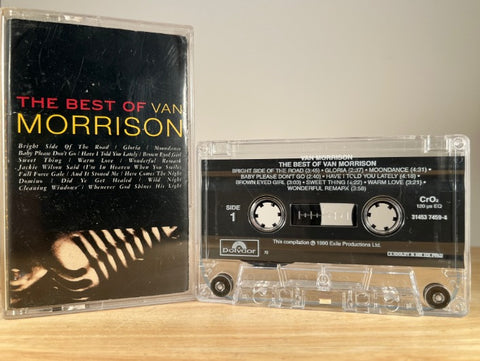 THE BEST OF VAN
MORRISON
Bright Side Of The Road / Gloria / Moondance
Baby Please Don't Go / Have I Told You Lately / Brown Eyed Girl
Sweet Thing / Warm Love / Wonderful Remark
Jackie Wilson Said (I'm In Heaven When You Smile)
Full Force Gale / And It Stoned Me / Here Comes The Night
Domino / Did Ye Get Healed / Wild Night
Cleaning Windows / Whenever God Shines His Light
VAN MORRISON
THE BEST OF VAN MORRISON
BRIGHT SIDE OF THE ROAD (3:45) • GLORIA (2:37) • MOONDANCE (4:31) •
BABY PLEASE DON'T GO (2:40) • HAVE I TOLD YOU LATELY (4:18) •
BROWN EYED GIRL (3:03) • SWEET THING (4:22) • WARM LOVE (3:21) •
WONDERFUL REMARK (3:58)
SIDE
1
CrO₂
120 µs EQ
31453 7459-4
Polydor
This compilation ℗ 1990 Exile Productions Ltd.